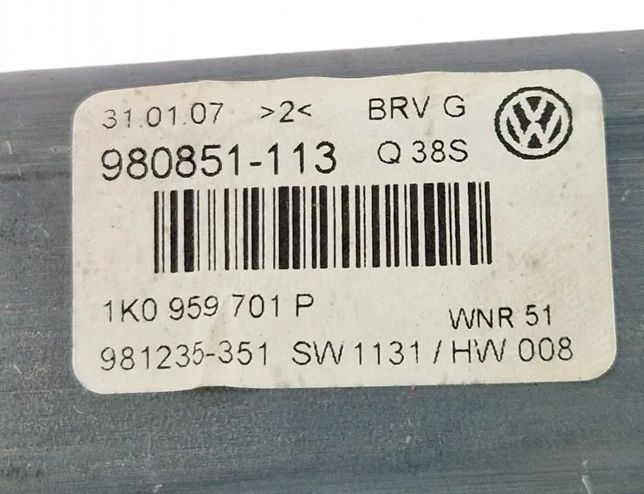 31.01.07 >2< BRV G
980851-113 Q 38S
1K0 959 701 P
WNR 51
981235-351 SW 1131 / HW 008